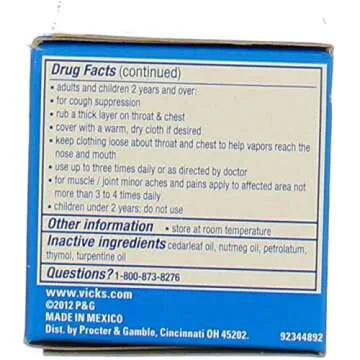 Drug Facts (continued)
• adults and children 2 years and over:
• for cough suppression
• rub a thick layer on throat & chest
• cover with a warm, dry cloth if desired
• keep clothing loose about throat and chest to help vapors reach the
nose and mouth
• use up to three times daily or as directed by doctor
• for muscle / joint minor aches and pains apply to affected area not
more than 3 to 4 times daily
• children under 2 years: do not use
Other information • store at room temperature
Inactive ingredients cedarleaf oil, nutmeg oil, petrolatum,
thymol, turpentine oil
Questions? 1-800-873-8276
www.vicks.com
©2012 P&G
MADE IN MEXICO
Dist. by Procter & Gamble, Cincinnati OH 45202. 92344892